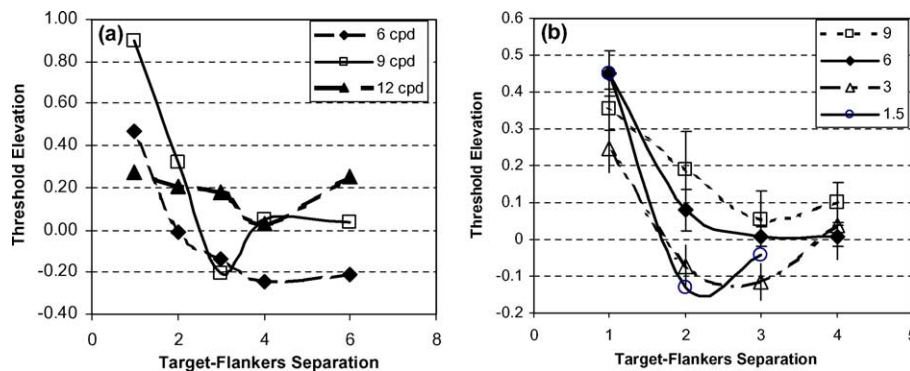 (a)
6 cpd
9 cpd
12 cpd
1.00
0.80
0.60
0.40
0.20
0.00
-0.20
-0.40
0 2 4 6 8
Threshold Elevation
Target-Flankers Separation
(b)
9
6
3
1.5
0.6
0.5
0.4
0.3
0.2
0.1
0
-0.1
-0.2
0 1 2 3 4 5
Threshold Elevation
Target-Flankers Separation